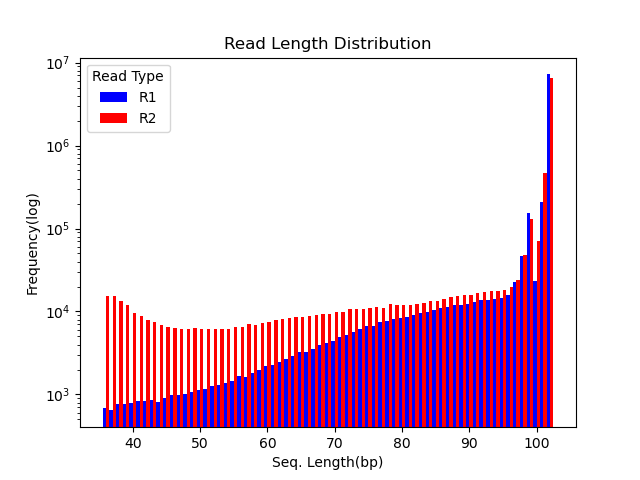 Read Length Distribution
Read Type
R1
R2
Frequency(log)
10^7
10^6
10^5
10^4
10^3
40 50 60 70 80 90 100
Seq. Length(bp)